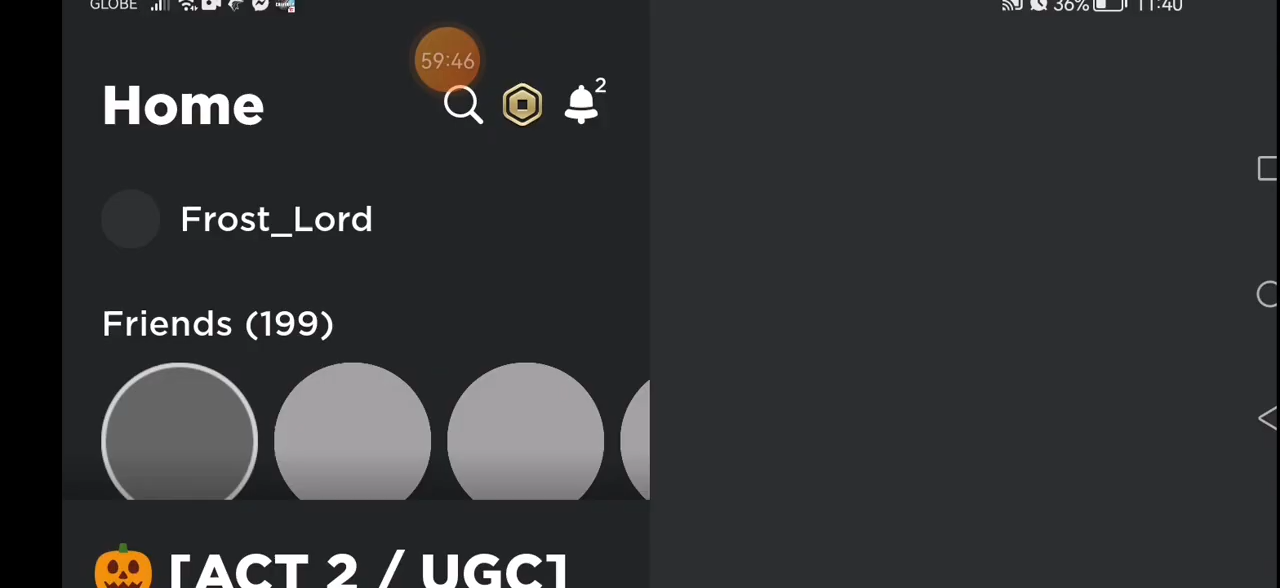 GLOBE 36% 11:40
59:46
Home 2
Frost_Lord
Friends (199)
[ACT 2 / UGC]